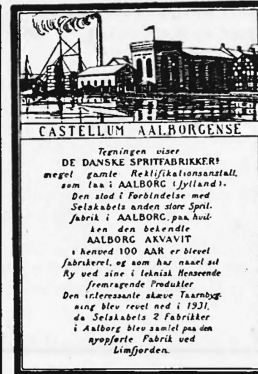 CASTELLUM AALBORGENSE
Tegningen viser
DE DANSKE SPRITFABRIKKERS
meget gamle Rektifikationsanstalt,
som laa i AALBORG (Jylland).
Den stod i Forbindelse med
Selskabets anden store Sprit-
fabrik i AALBORG, paa hvil-
ken den bekendte
AALBORG AKVAVIT
i henved 100 AAR er blevet
fabrikeret, og som har naaet sit
Ry ved sine i teknisk Henseende
fremragende Produkter
Den interessante skæve Taarnbyg-
ning blev revet ned i 1931,
da Selskabets 2 Fabrikker
i Aalborg blev samlet paa den
nyopførte Fabrik ved
Limfjorden.